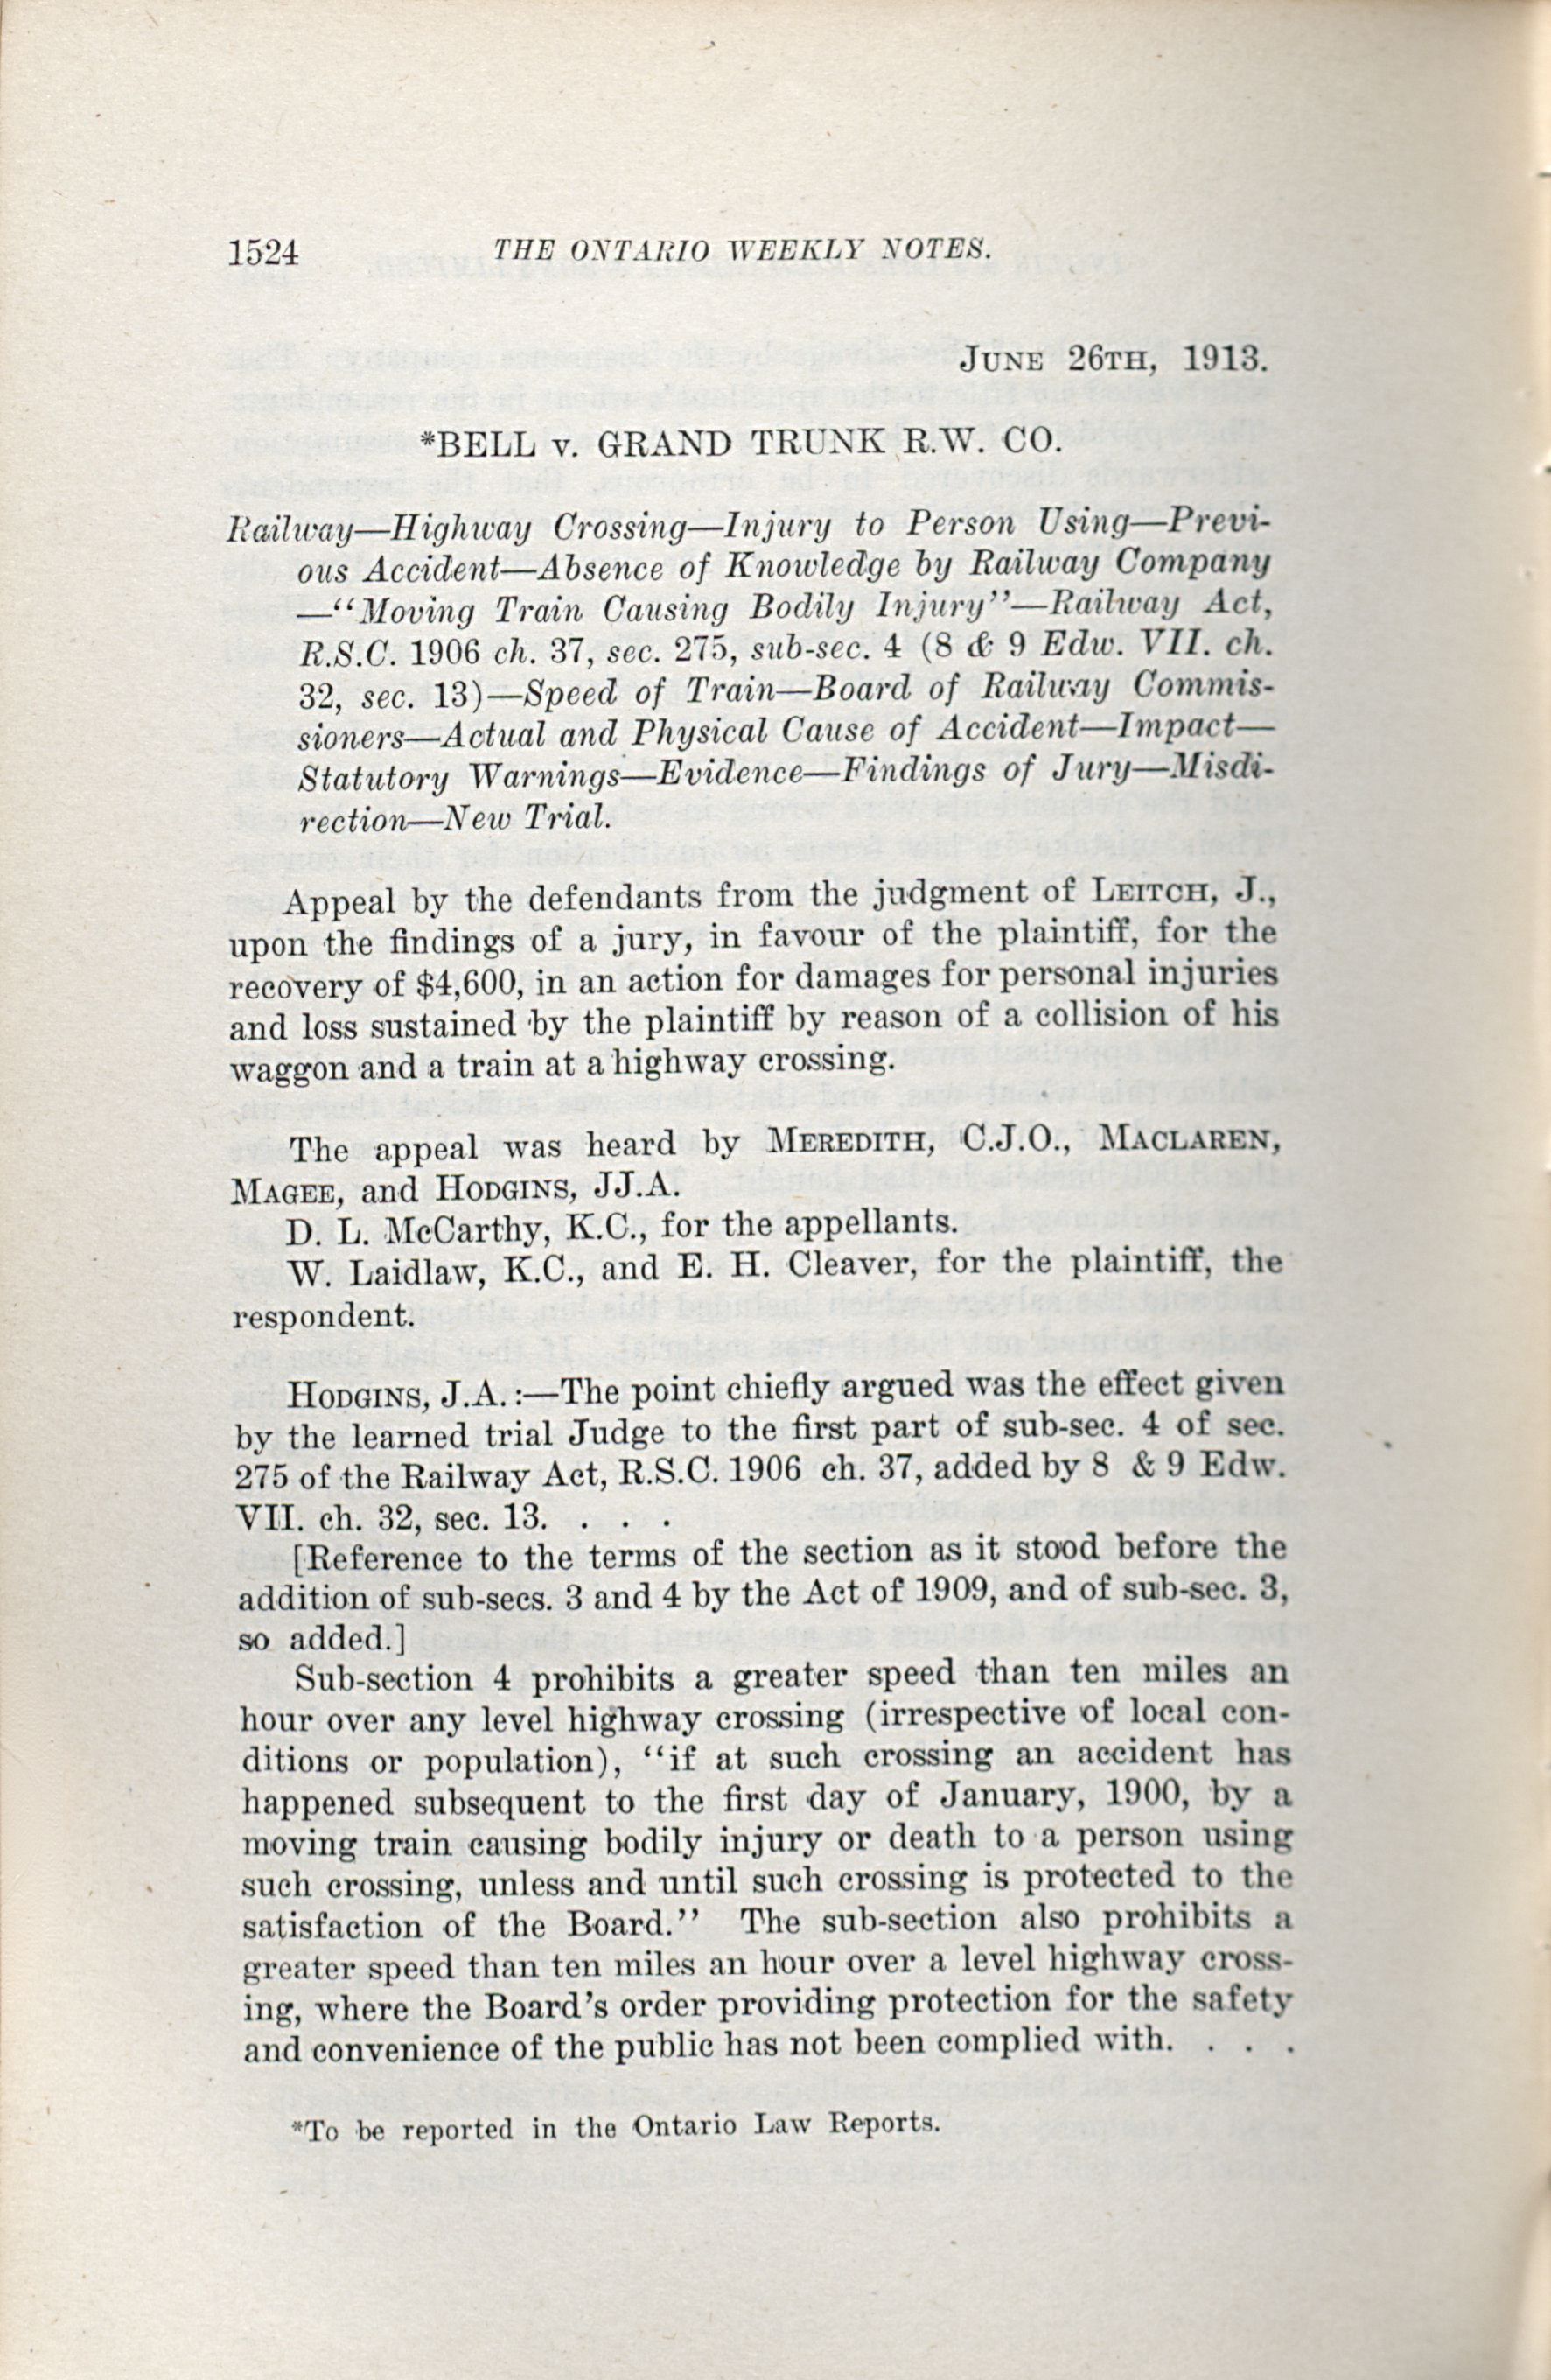 1524 THE ONTARIO WEEKLY NOTES.
JUNE 26TH, 1913.
*BELL v. GRAND TRUNK R.W. CO.
Railway—Highway Crossing—Injury to Person Using—Previ-
ous Accident—Absence of Knowledge by Railway Company
—“Moving Train Causing Bodily Injury”—Railway Act,
R.S.C. 1906 ch. 37, sec. 275, sub-sec. 4 (8 & 9 Edw. VII. ch.
32, sec. 13)—Speed of Train—Board of Railway Commis-
sioners—Actual and Physical Cause of Accident—Impact—
Statutory Warnings—Evidence—Findings of Jury—Misdi-
rection—New Trial.
Appeal by the defendants from the judgment of LEITCH, J.,
upon the findings of a jury, in favour of the plaintiff, for the
recovery of $4,600, in an action for damages for personal injuries
and loss sustained by the plaintiff by reason of a collision of his
waggon and a train at a highway crossing.
The appeal was heard by MEREDITH, C.J.O., MACLAREN,
MAGEE, and HODGINS, JJ.A.
D. L. McCarthy, K.C., for the appellants.
W. Laidlaw, K.C., and E. H. Cleaver, for the plaintiff, the
respondent.
HODGINS, J.A.:—The point chiefly argued was the effect given
by the learned trial Judge to the first part of sub-sec. 4 of sec.
275 of the Railway Act, R.S.C. 1906 ch. 37, added by 8 & 9 Edw.
VII. ch. 32, sec. 13. . . .
[Reference to the terms of the section as it stood before the
addition of sub-secs. 3 and 4 by the Act of 1909, and of sub-sec. 3,
so added.]
Sub-section 4 prohibits a greater speed than ten miles an
hour over any level highway crossing (irrespective of local con-
ditions or population), “if at such crossing an accident has
happened subsequent to the first day of January, 1900, by a
moving train causing bodily injury or death to a person using
such crossing, unless and until such crossing is protected to the
satisfaction of the Board.” The sub-section also prohibits a
greater speed than ten miles an hour over a level highway cross-
ing, where the Board’s order providing protection for the safety
and convenience of the public has not been complied with. . . .
*To be reported in the Ontario Law Reports.